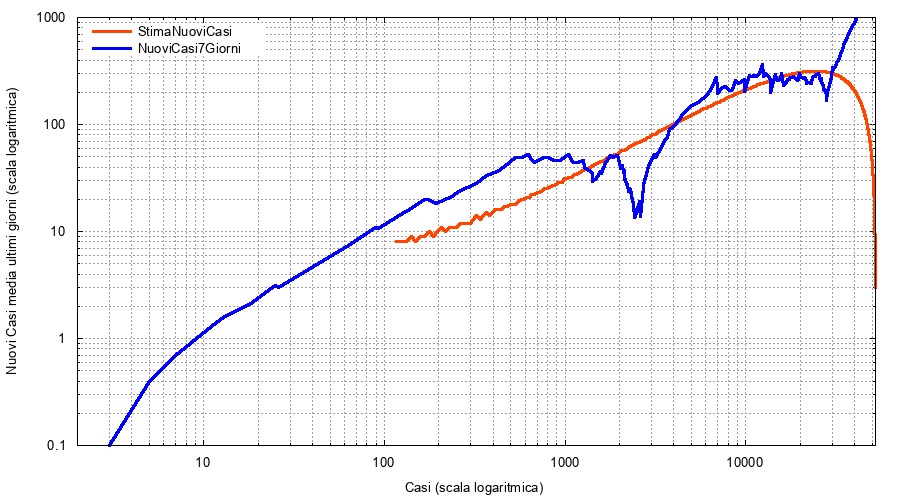 1000
100
10
1
0.1
Nuovi Casi media ultimi giorni (scala logaritmica)
StimaNuoviCasi
NuoviCasi7Giorni
10 100 1000 10000
Casi (scala logaritmica)